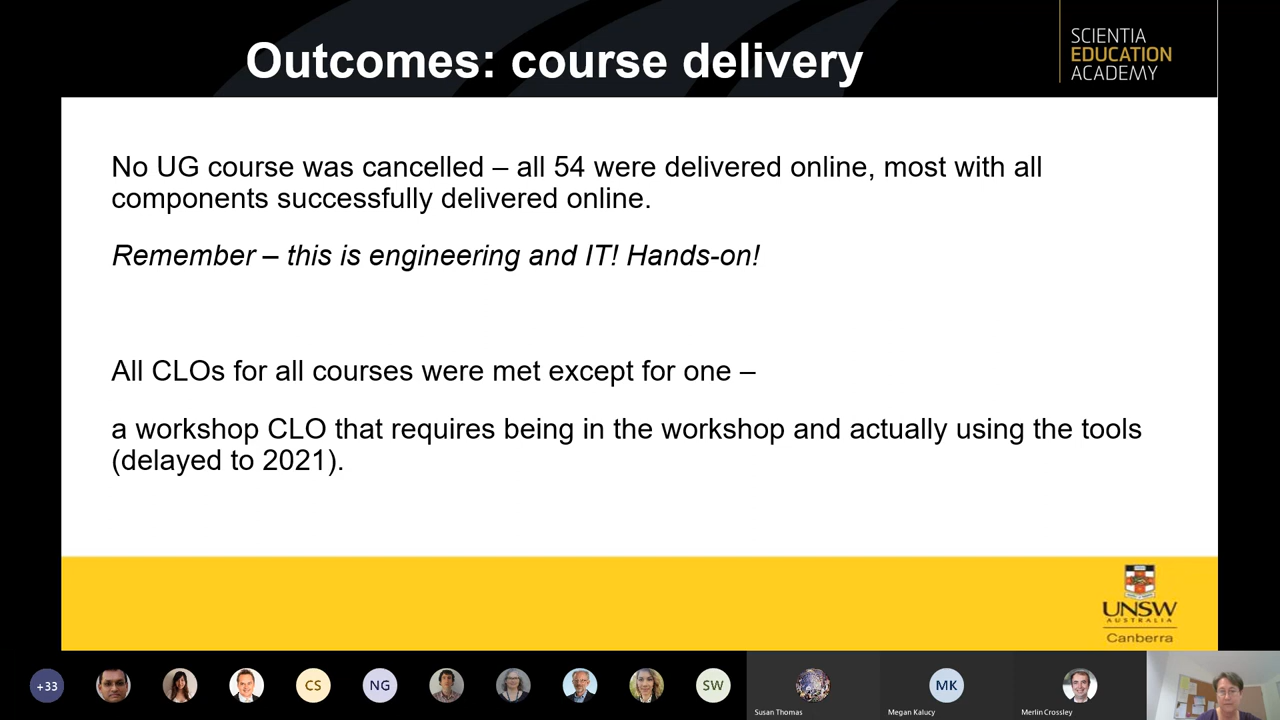 Outcomes: course delivery
SCIENTIA
EDUCATION
ACADEMY
No UG course was cancelled – all 54 were delivered online, most with all
components successfully delivered online.
Remember – this is engineering and IT! Hands-on!
All CLOs for all courses were met except for one –
a workshop CLO that requires being in the workshop and actually using the tools
(delayed to 2021).
UNSW
AUSTRALIA
Canberra
+33
CS
NG
SW
Susan Thomas
MK
Megan Kalucy
Merlin Crossley